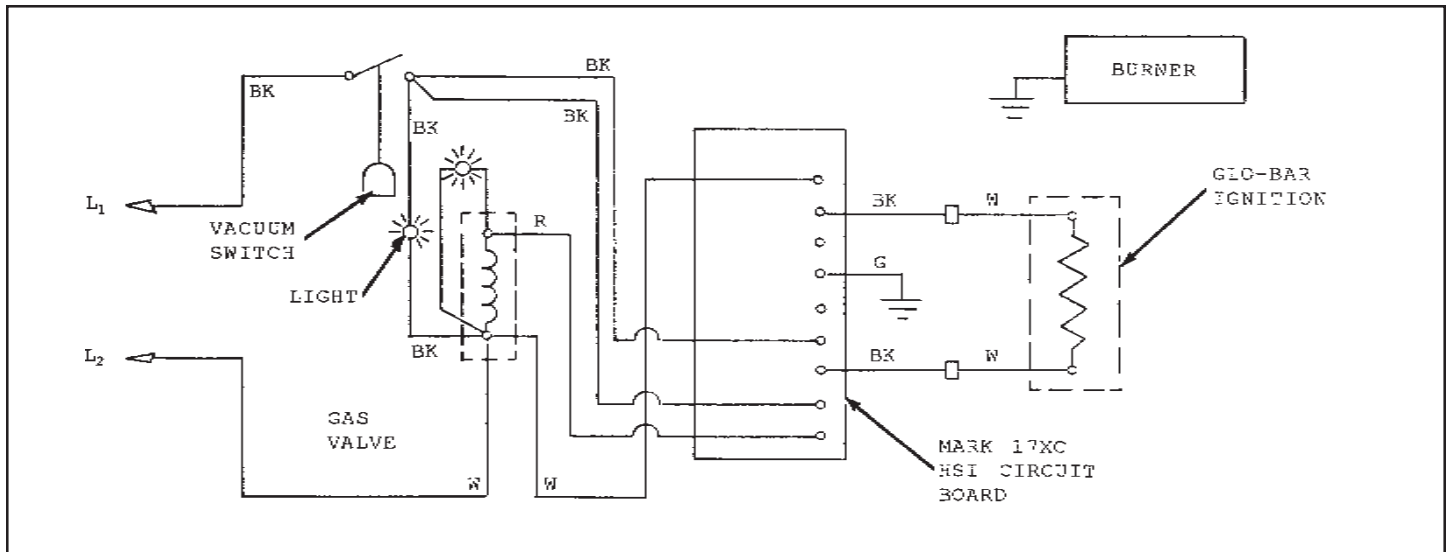 BK
BK
BURNER
BK
BK
L1
VACUUM
SWITCH
LIGHT
R
BK
W
GLO-BAR
IGNITION
G
L2
BK
BK
W
GAS
VALVE
W
W
MARK 17XC
HSI CIRCUIT
BOARD